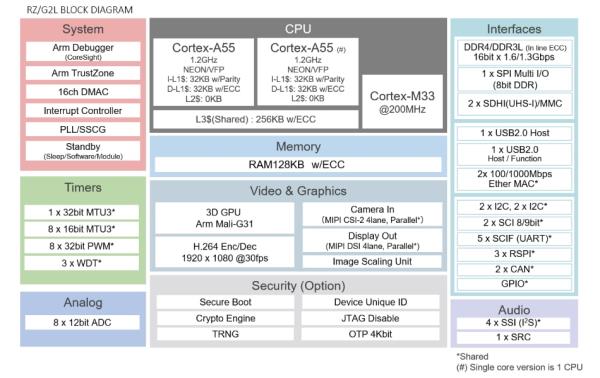 RZ/G2L BLOCK DIAGRAM
System
Arm Debugger
(CoreSight)
Arm TrustZone
16ch DMAC
Interrupt Controller
PLL/SSCG
Standby
(Sleep/Software/Module)
Timers
1 x 32bit MTU3*
8 x 16bit MTU3*
8 x 32bit PWM*
3 x WDT*
Analog
8 x 12bit ADC
CPU
Cortex-A55
1.2GHz
NEON/VFP
I-L1$: 32KB w/Parity
D-L1$: 32KB w/ECC
L2$: 0KB
Cortex-A55 (#)
1.2GHz
NEON/VFP
I-L1$: 32KB w/Parity
D-L1$: 32KB w/ECC
L2$: 0KB
L3$(Shared) : 256KB w/ECC
Cortex-M33
@200MHz
Memory
RAM128KB w/ECC
Video & Graphics
3D GPU
Arm Mali-G31
H.264 Enc/Dec
1920 x 1080 @30fps
Camera In
(MIPI CSI-2 4lane, Parallel*)
Display Out
(MIPI DSI 4lane, Parallel*)
Image Scaling Unit
Security (Option)
Secure Boot
Crypto Engine
TRNG
Device Unique ID
JTAG Disable
OTP 4Kbit
Interfaces
DDR4/DDR3L (In line ECC)
16bit x 1.6/1.3Gbps
1 x SPI Multi I/O
(8bit DDR)
2 x SDHI(UHS-I)/MMC
1 x USB2.0 Host
1 x USB2.0
Host / Function
2x 100/1000Mbps
Ether MAC*
2 x I2C, 2 x I2C*
2 x SCI 8/9bit*
5 x SCIF (UART)*
3 x RSPI*
2 x CAN*
GPIO*
Audio
4 x SSI (I²S)*
1 x SRC
*Shared
(#) Single core version is 1 CPU